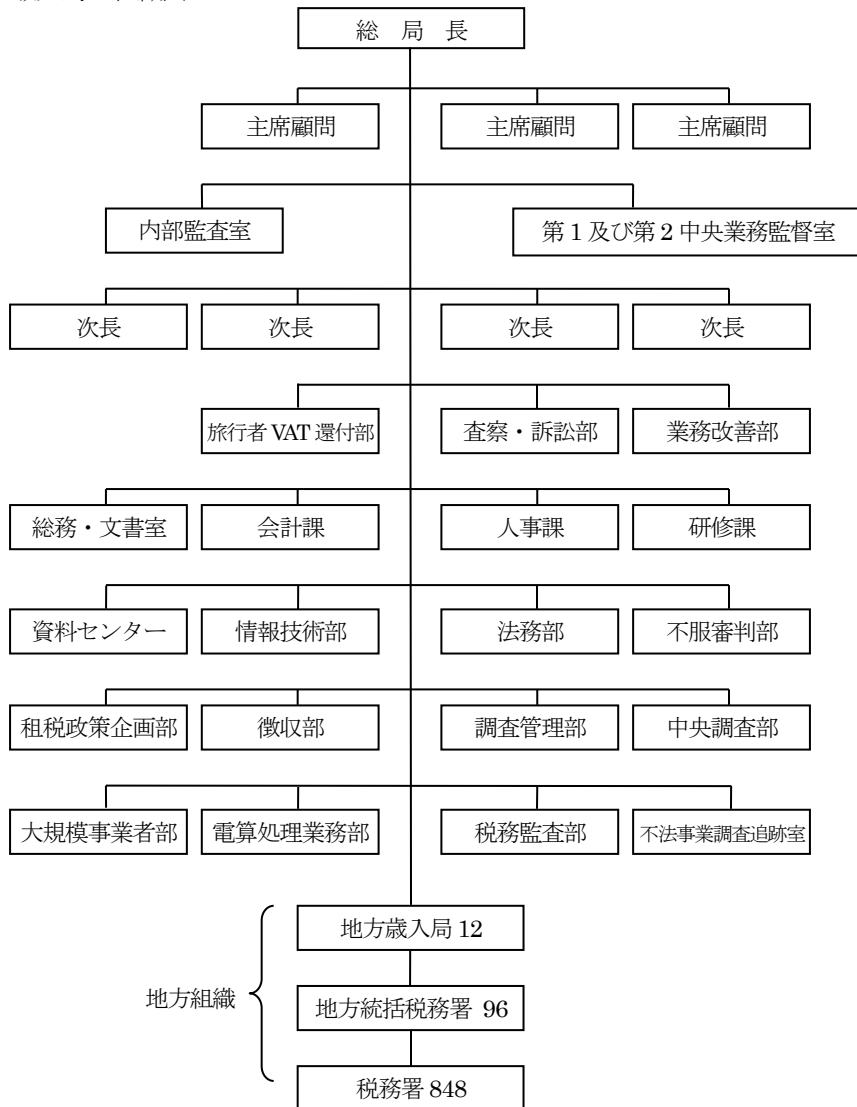 総 局 長
主席顧問 主席顧問 主席顧問
内部監査室 第1及び第2中央業務監督室
次長 次長 次長 次長
旅行者VAT還付部 査察・訴訟部 業務改善部
総務・文書室 会計課 人事課 研修課
資料センター 情報技術部 法務部 不服審判部
租税政策企画部 徴収部 調査管理部 中央調査部
大規模事業者部 電算処理業務部 税務監査部 不法事業調査追跡室
地方歳入局 12
地方組織
地方統括税務署 96
税務署 848